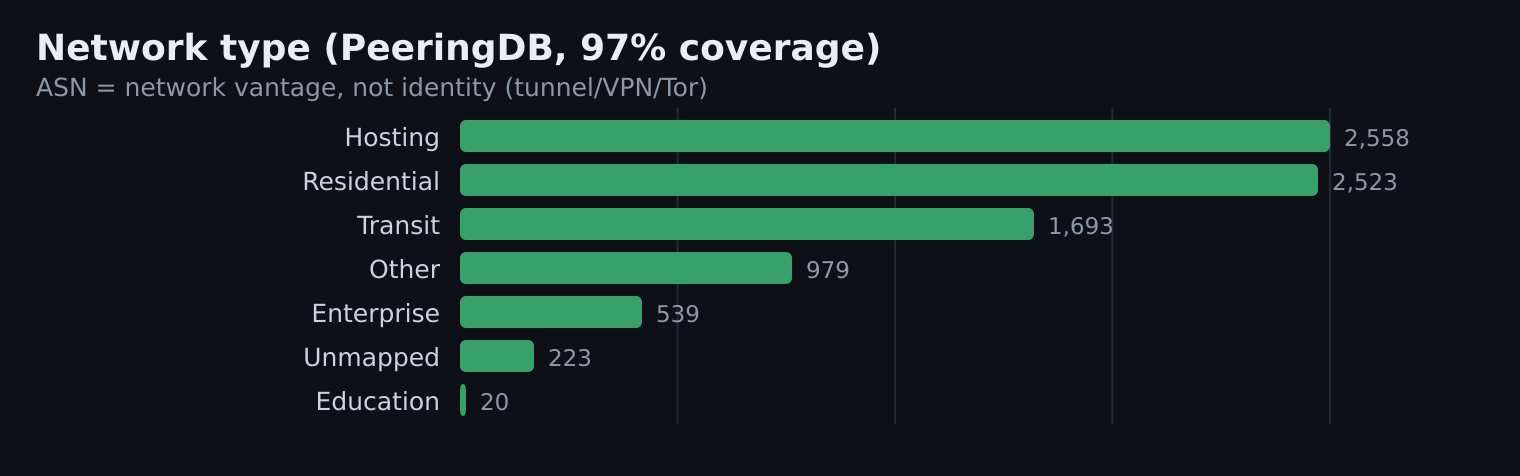 Network type (PeeringDB, 97% coverage)
ASN = network vantage, not identity (tunnel/VPN/Tor)
Hosting 2,558
Residential 2,523
Transit 1,693
Other 979
Enterprise 539
Unmapped 223
Education 20